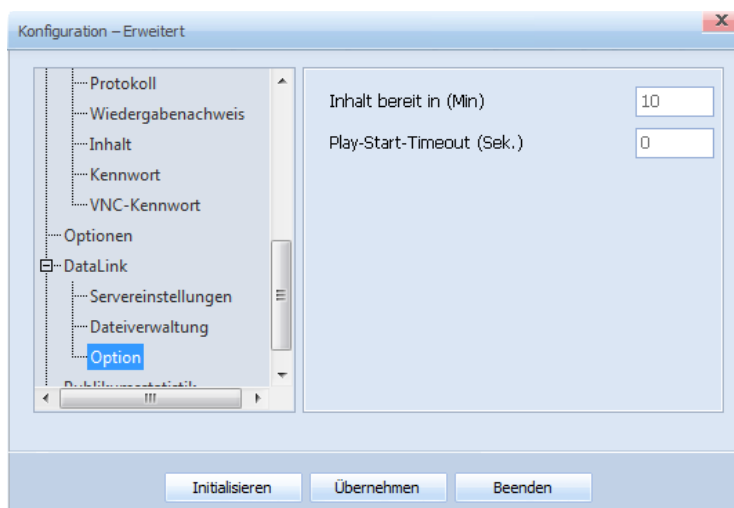 Konfiguration – Erweitert
Protokoll
Wiedergabenachweis
Inhalt
Kennwort
VNC-Kennwort
Optionen
DataLink
Servereinstellungen
Dateiverwaltung
Option
Inhalt bereit in (Min) 10
Play-Start-Timeout (Sek.) 0
Initialisieren Übernehmen Beenden